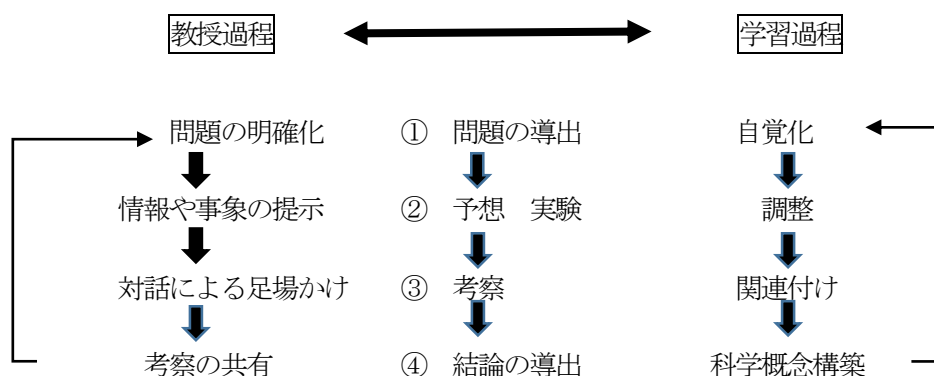 教授過程 学習過程
問題の明確化 ① 問題の導出 自覚化
情報や事象の提示 ② 予想　実験 調整
対話による足場かけ ③ 考察 関連付け
考察の共有 ④ 結論の導出 科学概念構築